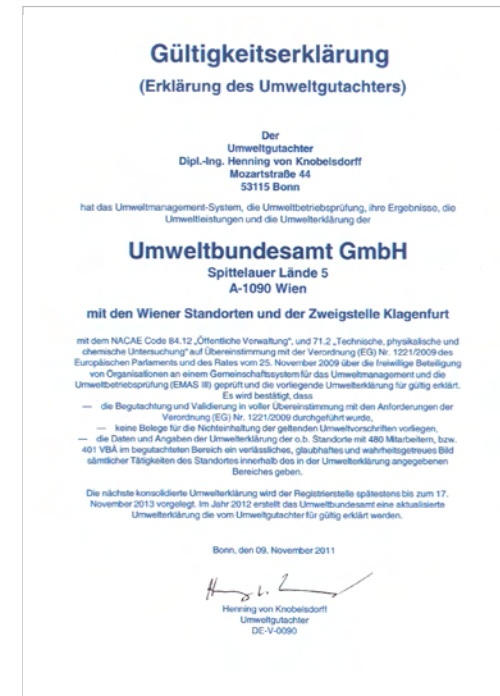 Gültigkeitserklärung
(Erklärung des Umweltgutachters)
Der
Umweltgutachter
Dipl.-Ing. Henning von Knobelsdorff
Mozartstraße 44
53115 Bonn
hat das Umweltmanagement-System, die Umweltbetriebsprüfung, ihre Ergebnisse, die
Umweltleistungen und die Umwelterklärung der
Umweltbundesamt GmbH
Spittelauer Lände 5
A-1090 Wien
mit den Wiener Standorten und der Zweigstelle Klagenfurt
mit dem NACAE Code 84.12 „Öffentliche Verwaltung", und 71.2 „Technische, physikalische und
chemische Untersuchung" auf Übereinstimmung mit der Verordnung (EG) Nr. 1221/2009 des
Europäischen Parlaments und des Rates vom 25. November 2009 über die freiwillige Beteiligung
von Organisationen an einem Gemeinschaftssystem für das Umweltmanagement und die
Umweltbetriebsprüfung (EMAS III) geprüft und die vorliegende Umwelterklärung für gültig erklärt.
Es wird bestätigt, dass
— die Begutachtung und Validierung in voller Übereinstimmung mit den Anforderungen der
Verordnung (EG) Nr. 1221/2009 durchgeführt wurde,
— keine Belege für die Nichteinhaltung der geltenden Umweltvorschriften vorliegen,
— die Daten und Angaben der Umwelterklärung der o.b. Standorte mit 480 Mitarbeitern, bzw.
401 VBÄ im begutachteten Bereich ein verlässliches, glaubhaftes und wahrheitsgetreues Bild
sämtlicher Tätigkeiten des Standortes innerhalb des in der Umwelterklärung angegebenen
Bereiches geben.
Die nächste konsolidierte Umwelterklärung wird der Registrierstelle spätestens bis zum 17.
November 2013 vorgelegt. Im Jahr 2012 erstellt das Umweltbundesamt eine aktualisierte
Umwelterklärung die vom Umweltgutachter für gültig erklärt werden.
Bonn, den 09. November 2011
Henning von Knobelsdorff
Umweltgutachter
DE-V-0090